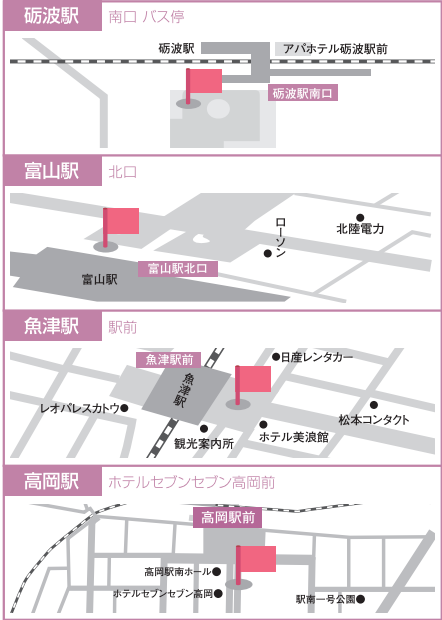 砺波駅 南口 バス停
砺波駅
アパホテル砺波駅前
砺波駅南口
富山駅 北口
ローソン
北陸電力
富山駅北口
富山駅
魚津駅 駅前
魚津駅前
日産レンタカー
魚津駅
レオパレスカトウ
松本コンタクト
観光案内所
ホテル美浪館
高岡駅 ホテルセブンセブン高岡前
高岡駅前
高岡駅南ホール
ホテルセブンセブン高岡
駅南一号公園